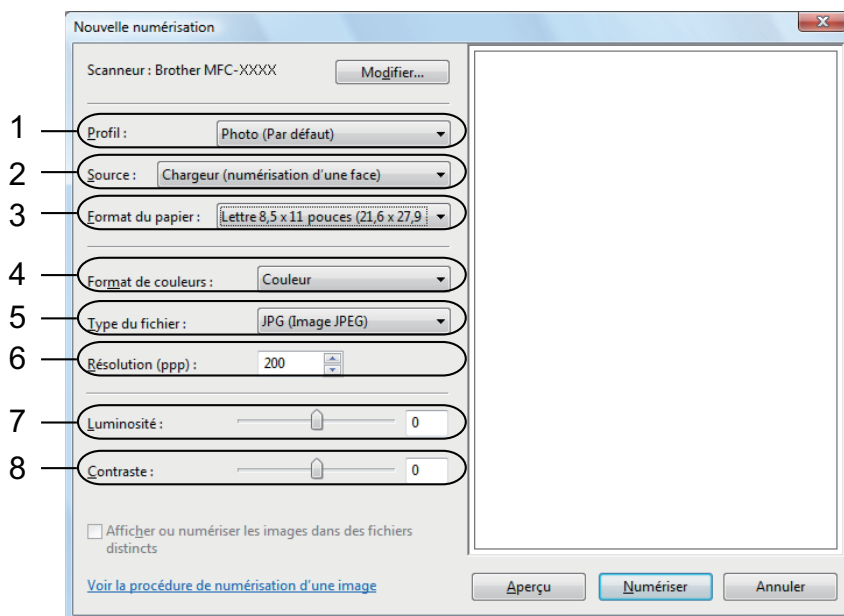 Nouvelle numérisation
Scanneur : Brother MFC-XXXX
Modifier...
1
Profil :
Photo (Par défaut)
2
Source :
Chargeur (numérisation d'une face)
3
Format du papier :
Lettre 8,5 x 11 pouces (21,6 x 27,9
4
Format de couleurs :
Couleur
5
Type du fichier :
JPG (Image JPEG)
6
Résolution (ppp) :
200
7
Luminosité :
0
8
Contraste :
0
Afficher ou numériser les images dans des fichiers
distincts
Voir la procédure de numérisation d'une image
Aperçu
Numériser
Annuler